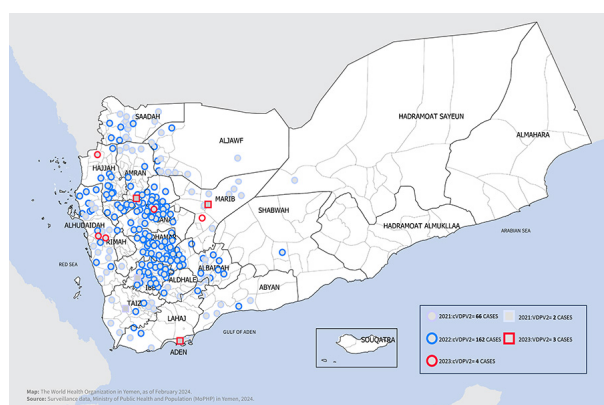 SAADAH
ALJAWF
HADRAMOAT SAYEUN
ALMAHARA
HAJJAH
AMRAN
MARIB
SHABWAH
ALHUDAIDAH
HADRAMOAT ALMUKLLAA
ARABIAN SEA
RED SEA
ALDHALE
ABYAN
TAIZ
LAHAJ
GULF OF ADEN
ADEN
SOUQATRA
2021:cVDPV2= 66 CASES
2021:VDPV2= 2 CASES
2022:cVDPV2= 162 CASES
2023:VDPV2= 3 CASES
2023:cVDPV2= 4 CASES
Map: The World Health Organization in Yemen, as of February 2024.
Source: Surveillance data, Ministry of Public Health and Population (MoPHP) in Yemen, 2024.